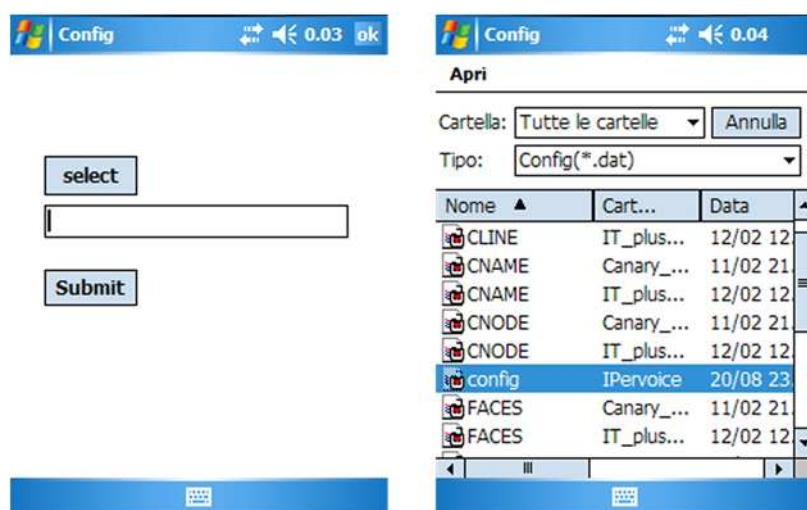 Config 0.03 ok
select
Submit
Config 0.04
Apri
Cartella: Tutte le cartelle Annulla
Tipo: Config(*.dat)
Nome Cart... Data
CLINE IT_plus... 12/02 12.
CNAME Canary_... 11/02 21.
CNAME IT_plus... 12/02 12.
CNODE Canary_... 11/02 21.
CNODE IT_plus... 12/02 12.
config IPervoice 20/08 23.
FACES Canary_... 11/02 21.
FACES IT_plus... 12/02 12.